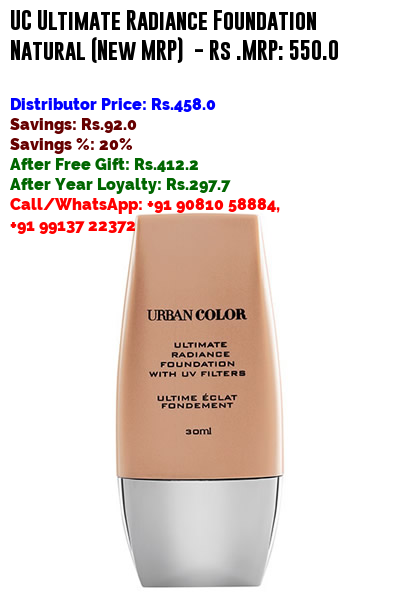 UC Ultimate Radiance Foundation
Natural (New MRP) - Rs .MRP: 550.0
Distributor Price: Rs.458.0
Savings: Rs.92.0
Savings %: 20%
After Free Gift: Rs.412.2
After Year Loyalty: Rs.297.7
Call/WhatsApp: +91 90810 58884,
+91 99137 22372
URBAN COLOR
ULTIMATE
RADIANCE
FOUNDATION
WITH UV FILTERS
ULTIME ÉCLAT
FONDEMENT
30ml